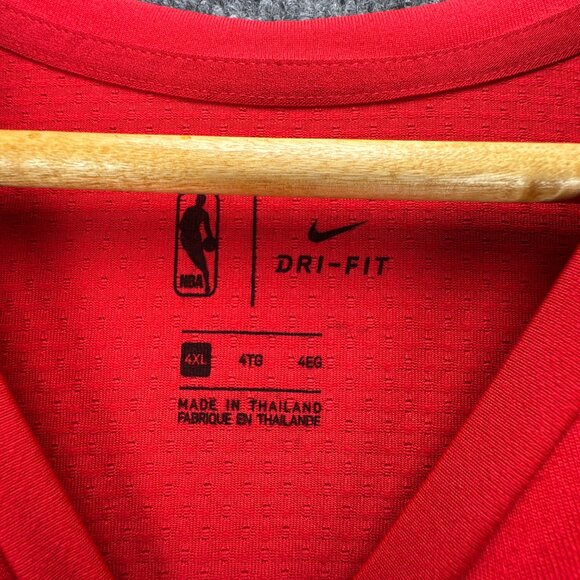 NBA
DRI-FIT
4XL 4TG 4EG
MADE IN THAILAND
FABRIQUE EN THAILANDE